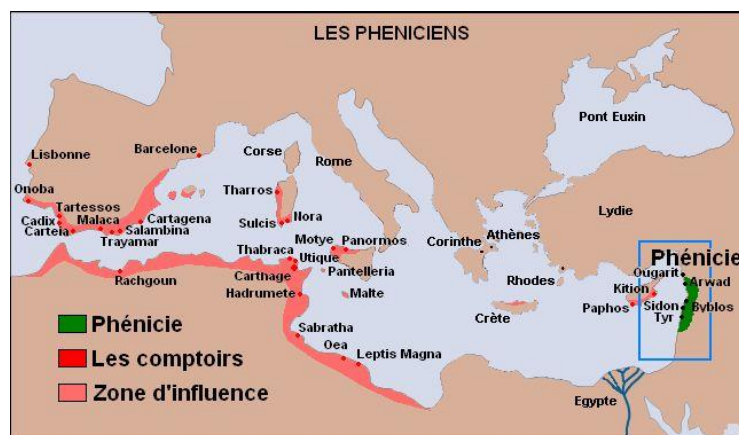 LES PHENICIENS
Pont Euxin
Barcelone
Corse
Lisbonne
Rome
Tharros
Onoba
Tartessos
Lydie
Cadix
Malaca
Cartagena
Nora
Carteia
Salambina
Sulcis
Athènes
Trayamar
Motye
Panormos
Corinthe
Thabraca
Utique
Phénicie
Ougarit
Pantelleria
Rhodes
Arwad
Rachgoun
Carthage
Kition
Hadrumete
Malte
Crète
Paphos
Sidon
Byblos
Tyr
Phénicie
Sabratha
Oea
Leptis Magna
Les comptoirs
Zone d'influence
Egypte